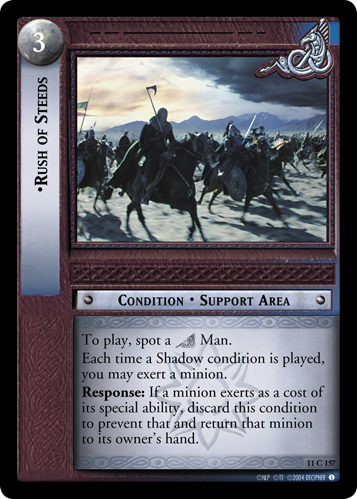 3
•RUSH OF STEEDS
CONDITION • SUPPORT AREA
To play, spot a Man.
Each time a Shadow condition is played,
you may exert a minion.
Response: If a minion exerts as a cost of
its special ability, discard this condition
to prevent that and return that minion
to its owner's hand.
11 C 157
©NLP ©TE ©2004 DECIPHER